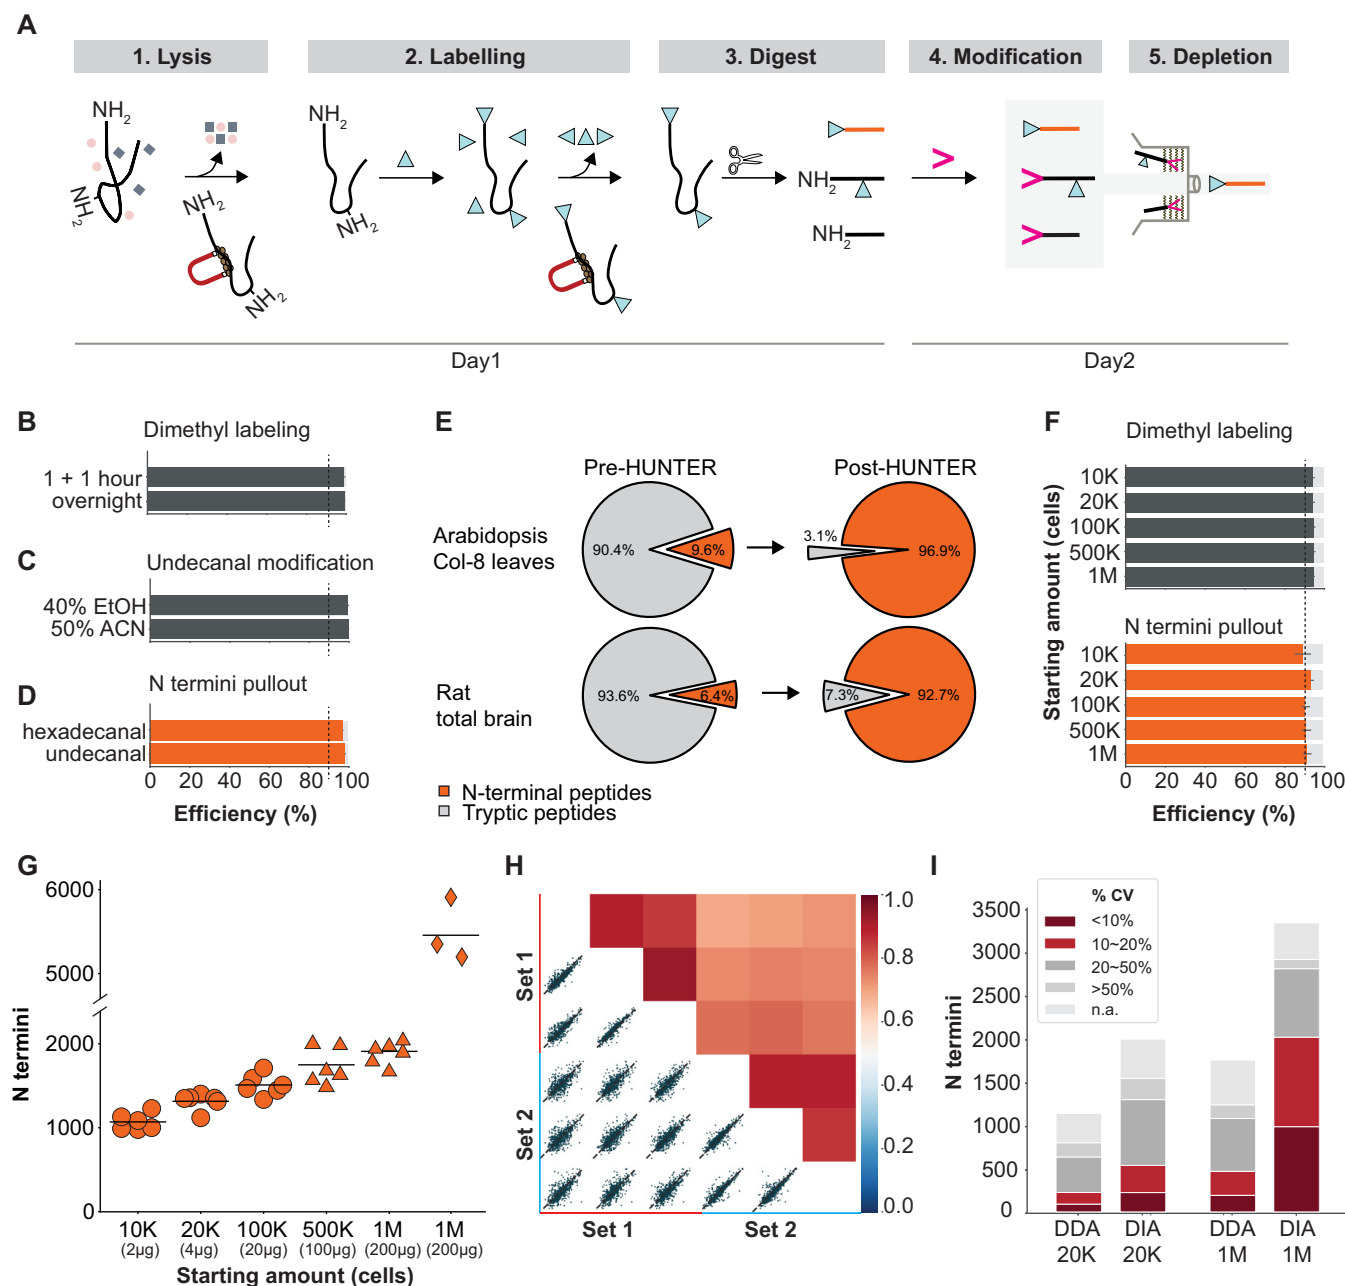 A
1. Lysis
2. Labelling
3. Digest
4. Modification
5. Depletion
NH2
NH2
NH2
NH2
NH2
NH2
NH2
NH2
>
Day1
Day2
B
Dimethyl labeling
1 + 1 hour
overnight
C
Undecanal modification
40% EtOH
50% ACN
D
N termini pullout
hexadecanal
undecanal
0 20 40 60 80 100
Efficiency (%)
E
Pre-HUNTER
Post-HUNTER
Arabidopsis
Col-8 leaves
90.4%
9.6%
3.1%
96.9%
Rat
total brain
93.6%
6.4%
7.3%
92.7%
N-terminal peptides
Tryptic peptides
F
Dimethyl labeling
Starting amount (cells)
10K
20K
100K
500K
1M
N termini pullout
10K
20K
100K
500K
1M
0 20 40 60 80 100
Efficiency (%)
G
N termini
6000
5000
2000
1000
0
10K 20K 100K 500K 1M 1M
(2µg) (4µg) (20µg) (100µg) (200µg) (200µg)
Starting amount (cells)
H
Set 1
Set 2
Set 1 Set 2
1.0
0.8
0.6
0.4
0.2
0.0
I
% CV
<10%
10~20%
20~50%
>50%
n.a.
N termini
3500
3000
2500
2000
1500
1000
500
0
DDA DIA DDA DIA
20K 20K 1M 1M